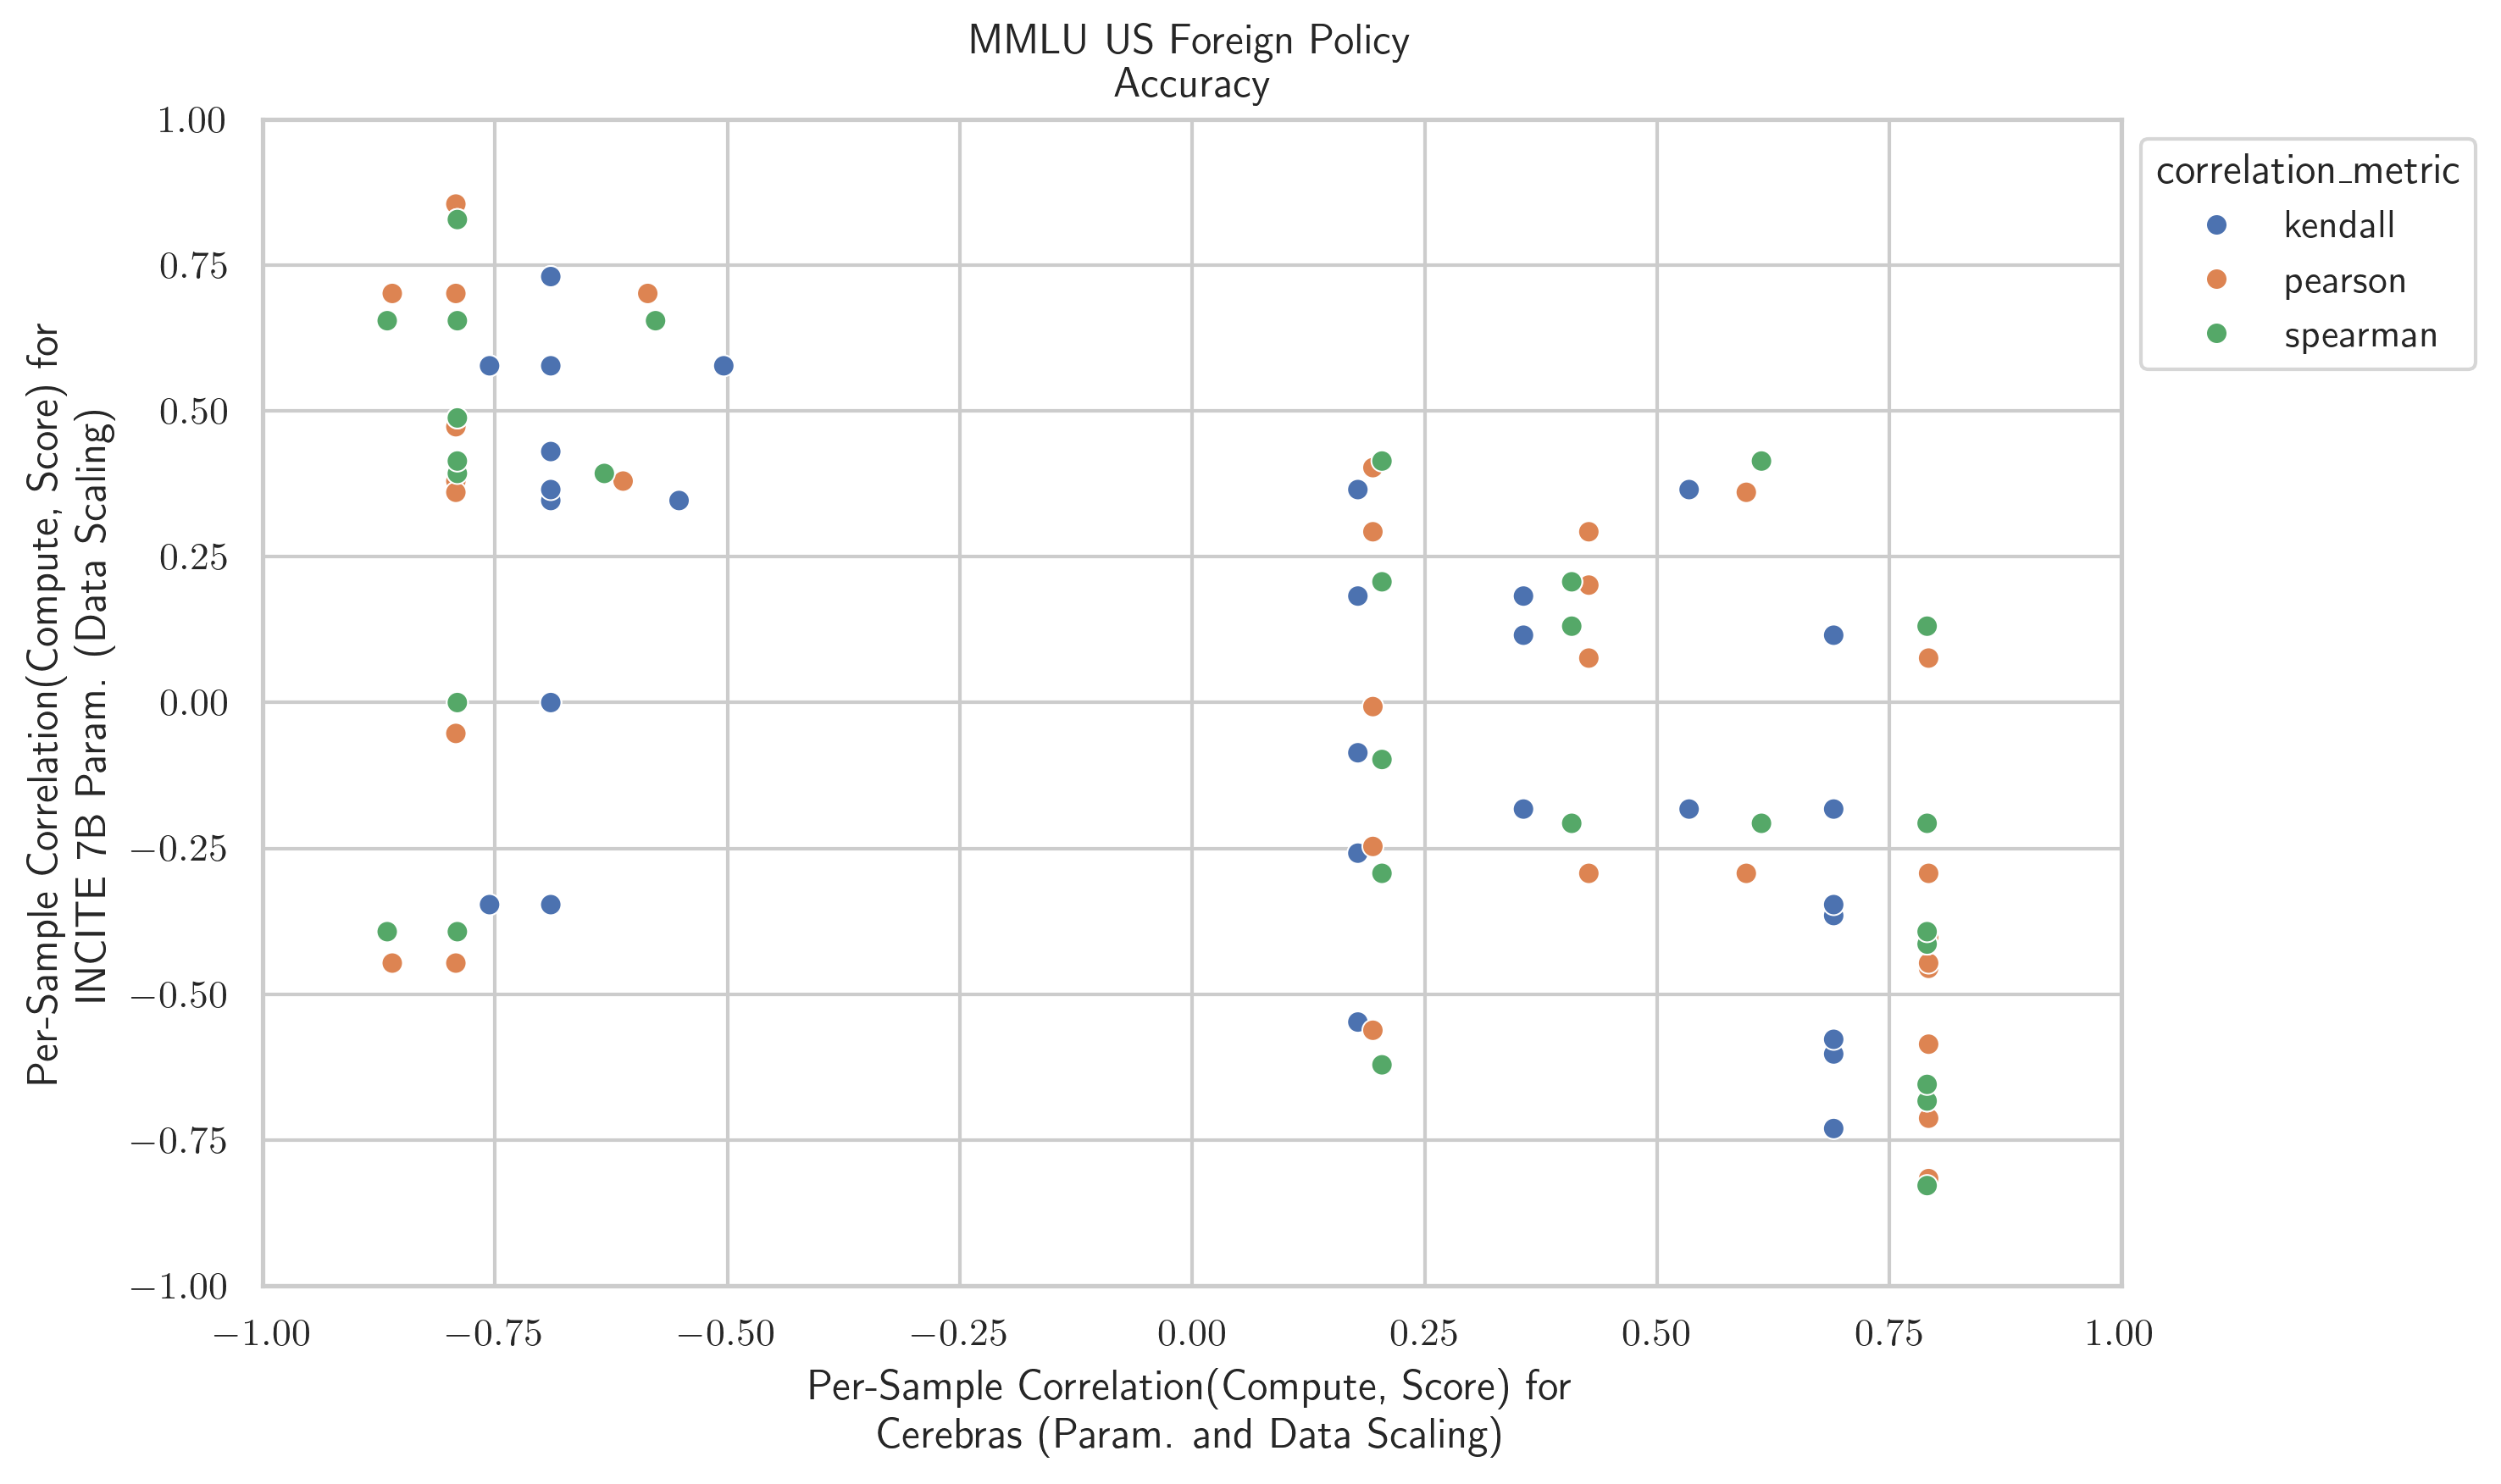 MMLU US Foreign Policy
Accuracy
1.00
0.75
0.50
0.25
0.00
−0.25
−0.50
−0.75
−1.00
Per-Sample Correlation(Compute, Score) for
INCITE 7B Param. (Data Scaling)
−1.00 −0.75 −0.50 −0.25 0.00 0.25 0.50 0.75 1.00
Per-Sample Correlation(Compute, Score) for
Cerebras (Param. and Data Scaling)
correlation_metric
kendall
pearson
spearman